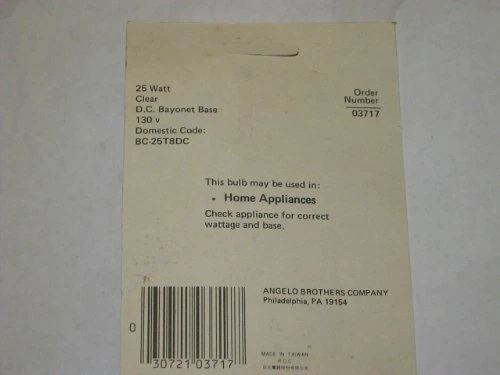 25 Watt
Clear
D.C. Bayonet Base
130 v
Domestic Code:
BC-25T8DC
Order
Number
03717
This bulb may be used in:
• Home Appliances
Check appliance for correct
wattage and base.
ANGELO BROTHERS COMPANY
Philadelphia, PA 19154
0
30721 03717
MADE IN TAIWAN
R.O.C.